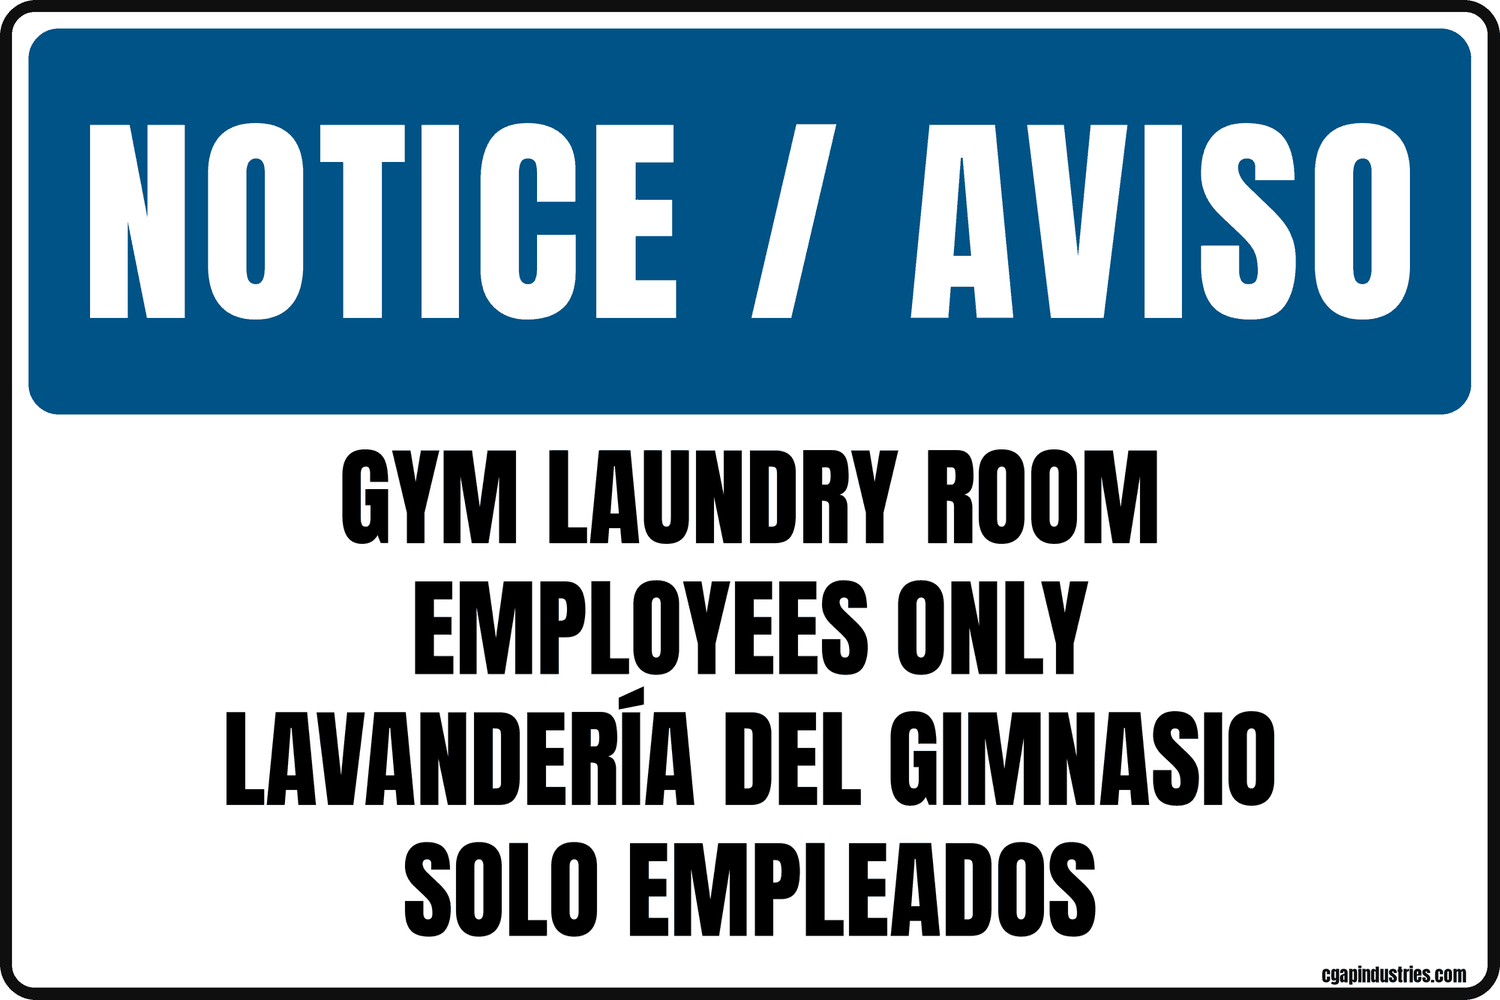 NOTICE / AVISO
GYM LAUNDRY ROOM
EMPLOYEES ONLY
LAVANDERÍA DEL GIMNASIO
SOLO EMPLEADOS
cgapindustries.com